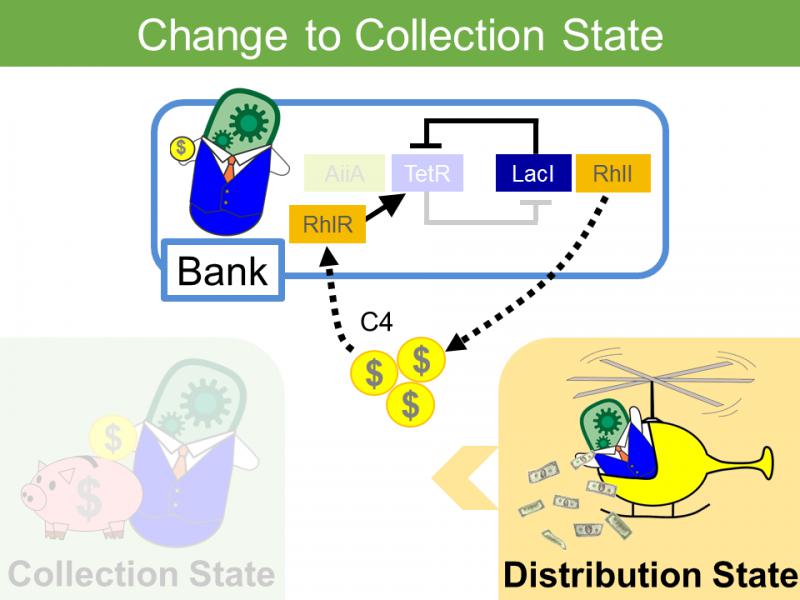 Change to Collection State
$
AiiA TetR LacI RhlI
RhlR
Bank
C4
$ $
$
$
$
Collection State
Distribution State